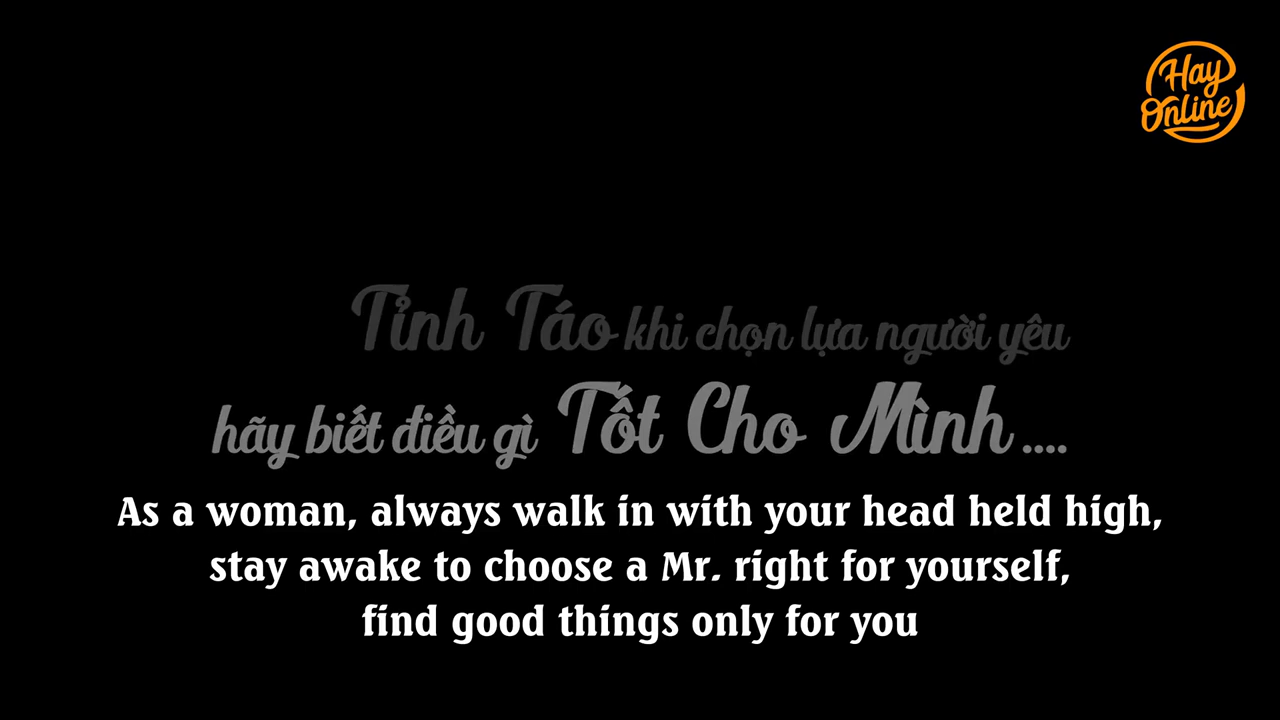 Hay
Online
Tỉnh Táo khi chọn lựa người yêu
hãy biết điều gì Tốt Cho Mình ....
As a woman, always walk in with your head held high,
stay awake to choose a Mr. right for yourself,
find good things only for you